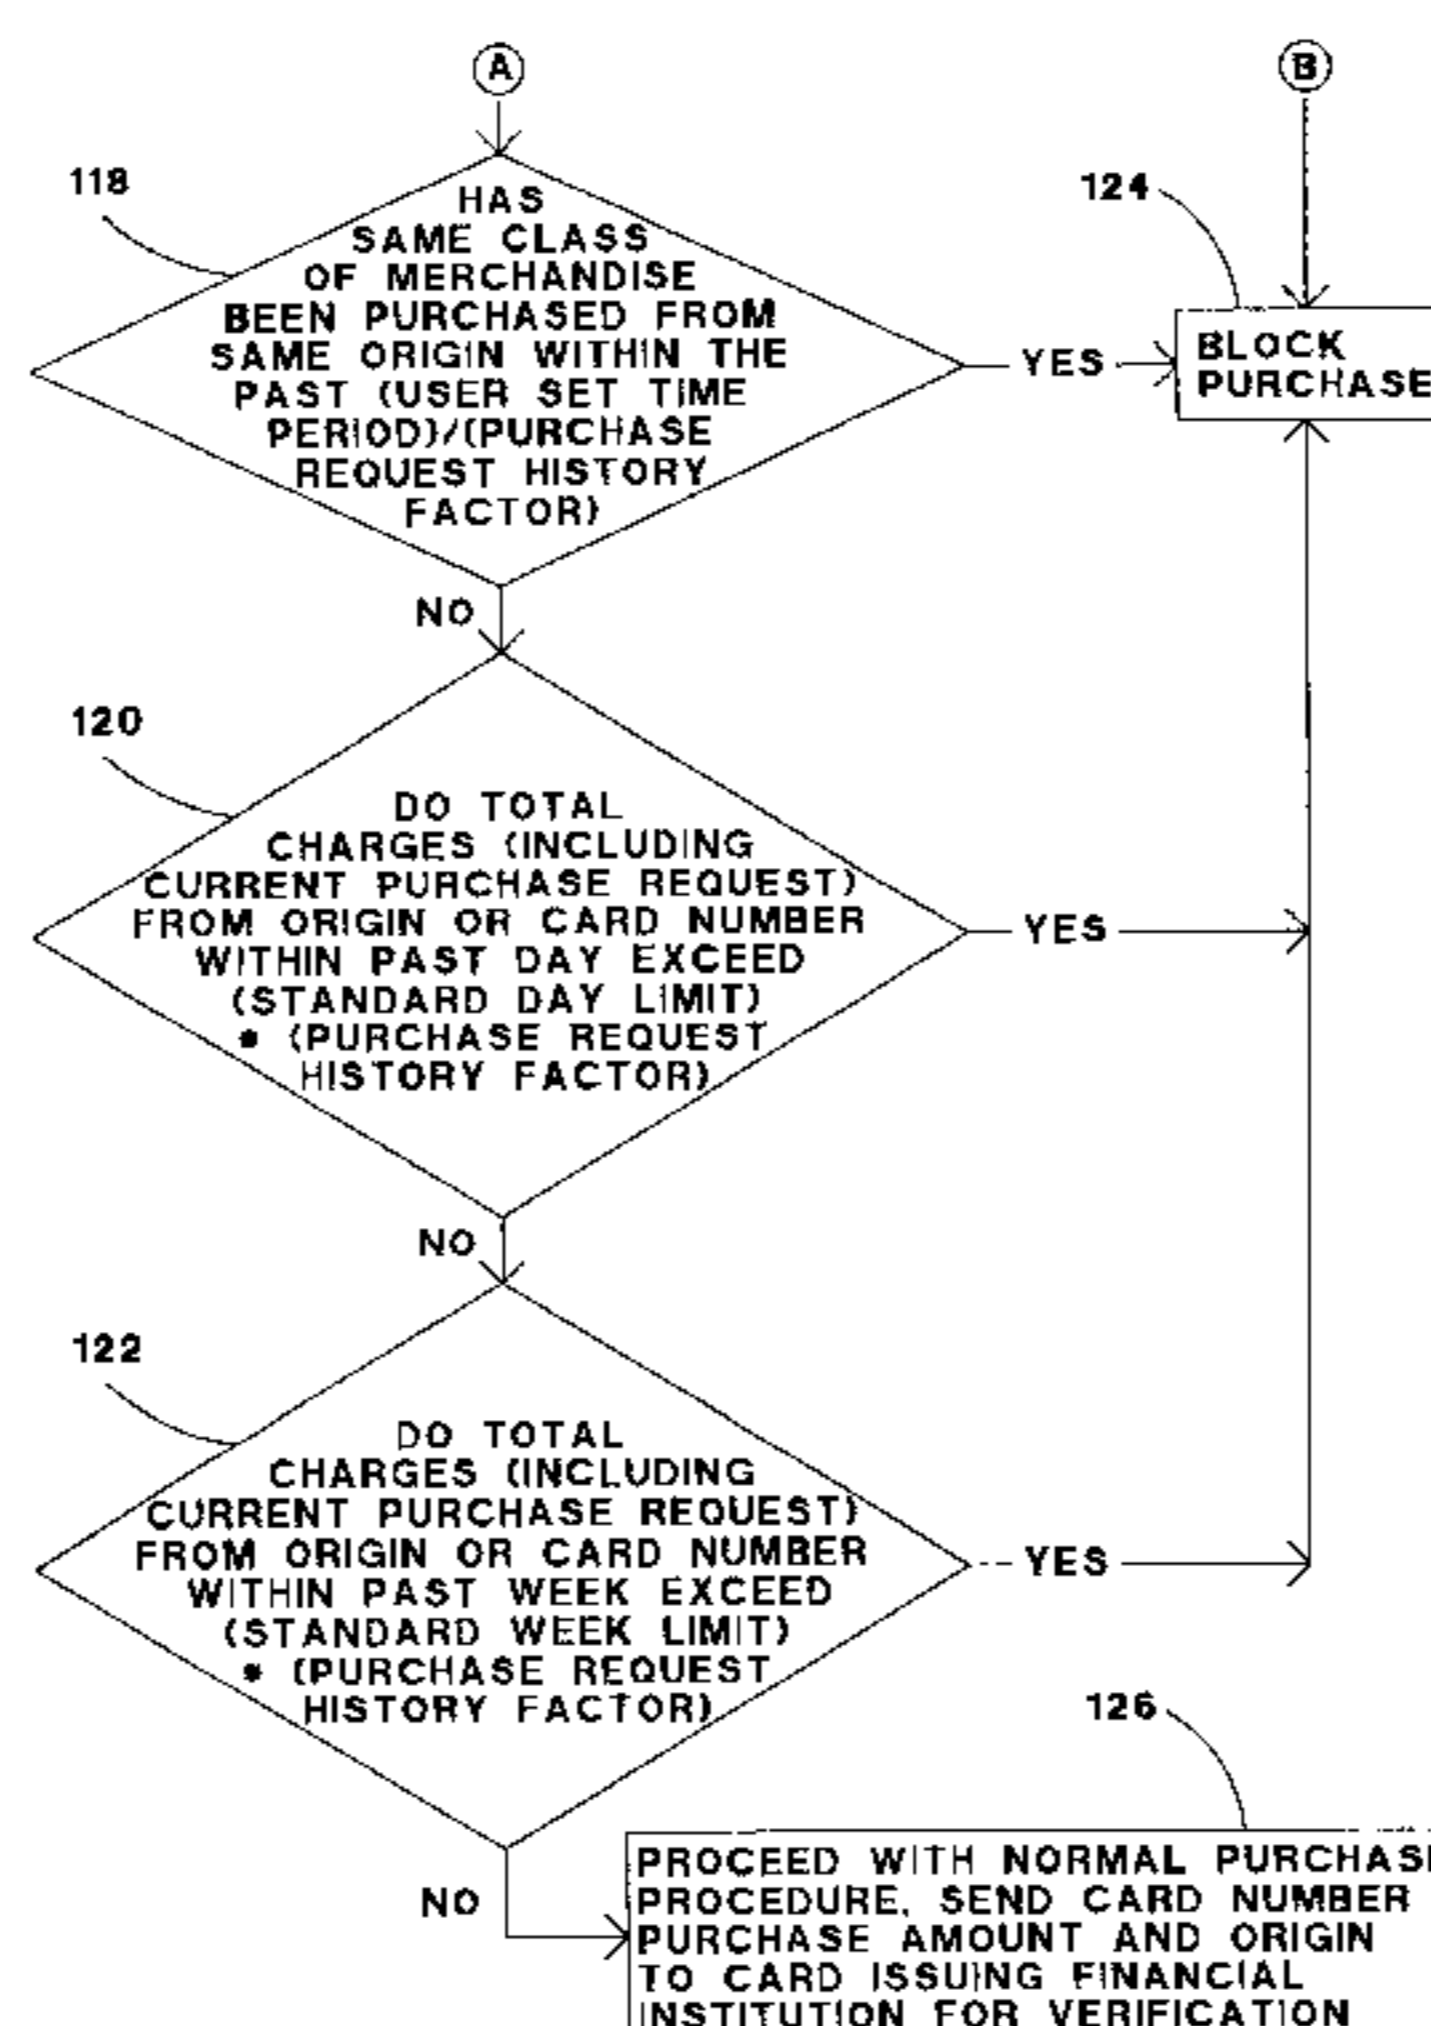 A
B
118
124
HAS
SAME CLASS
OF MERCHANDISE
BEEN PURCHASED FROM
SAME ORIGIN WITHIN THE
PAST (USER SET TIME
PERIOD)/(PURCHASE
REQUEST HISTORY
FACTOR)
YES
BLOCK
PURCHASE
NO
120
DO TOTAL
CHARGES (INCLUDING
CURRENT PURCHASE REQUEST)
FROM ORIGIN OR CARD NUMBER
WITHIN PAST DAY EXCEED
(STANDARD DAY LIMIT)
* (PURCHASE REQUEST
HISTORY FACTOR)
YES
NO
122
DO TOTAL
CHARGES (INCLUDING
CURRENT PURCHASE REQUEST)
FROM ORIGIN OR CARD NUMBER
WITHIN PAST WEEK EXCEED
(STANDARD WEEK LIMIT)
* (PURCHASE REQUEST
HISTORY FACTOR)
YES
126
NO
PROCEED WITH NORMAL PURCHAS
PROCEDURE, SEND CARD NUMBER
PURCHASE AMOUNT AND ORIGIN
TO CARD ISSUING FINANCIAL
INSTITUTION FOR VERIFICATION